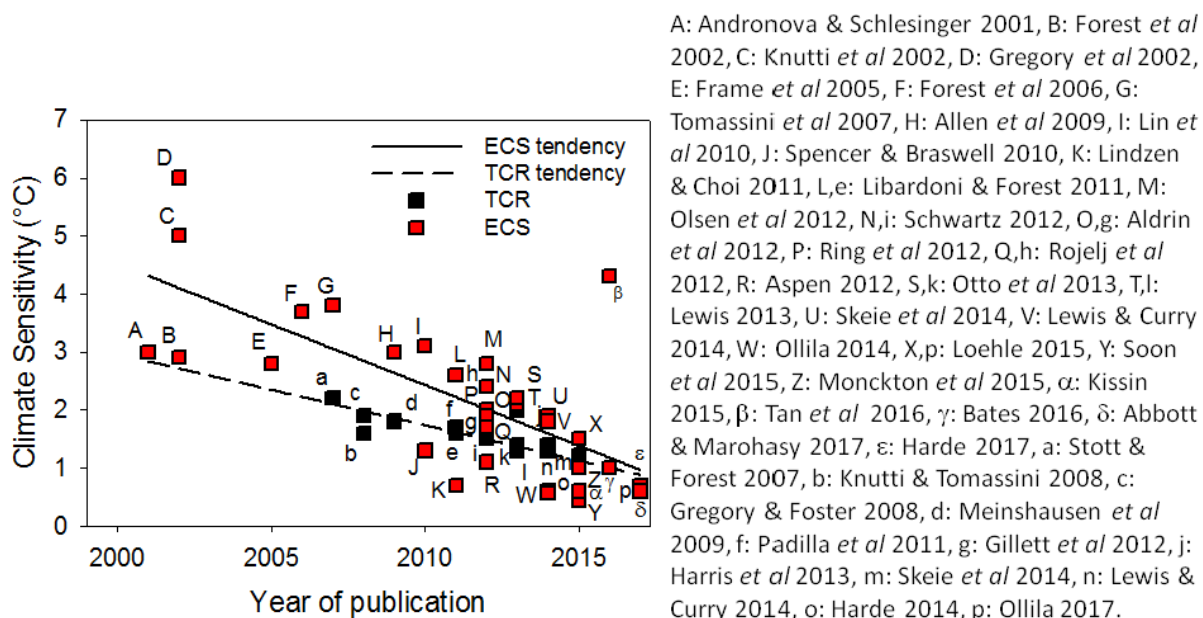 7
6
5
4
3
2
1
0
Climate Sensitivity (°C)
2000
2005
2010
2015
Year of publication
ECS tendency
TCR tendency
TCR
ECS
D
C
A
B
E
F
G
H
I
M
L
h
N
S
P
O
T,
U
V
X
a
c
b
d
f
g
e
Q
i
k
J
K
R
l
n
m
W
o
Z
α
Y
γ
β
p
ε
δ
A: Andronova & Schlesinger 2001, B: Forest et al
2002, C: Knutti et al 2002, D: Gregory et al 2002,
E: Frame et al 2005, F: Forest et al 2006, G:
Tomassini et al 2007, H: Allen et al 2009, I: Lin et
al 2010, J: Spencer & Braswell 2010, K: Lindzen
& Choi 2011, L,e: Libardoni & Forest 2011, M:
Olsen et al 2012, N,i: Schwartz 2012, O,g: Aldrin
et al 2012, P: Ring et al 2012, Q,h: Rojelj et al
2012, R: Aspen 2012, S,k: Otto et al 2013, T,l:
Lewis 2013, U: Skeie et al 2014, V: Lewis & Curry
2014, W: Ollila 2014, X,p: Loehle 2015, Y: Soon
et al 2015, Z: Monckton et al 2015, α: Kissin
2015, β: Tan et al 2016, γ: Bates 2016, δ: Abbott
& Marohasy 2017, ε: Harde 2017, a: Stott &
Forest 2007, b: Knutti & Tomassini 2008, c:
Gregory & Foster 2008, d: Meinshausen et al
2009, f: Padilla et al 2011, g: Gillett et al 2012, j:
Harris et al 2013, m: Skeie et al 2014, n: Lewis &
Curry 2014, o: Harde 2014, p: Ollila 2017.